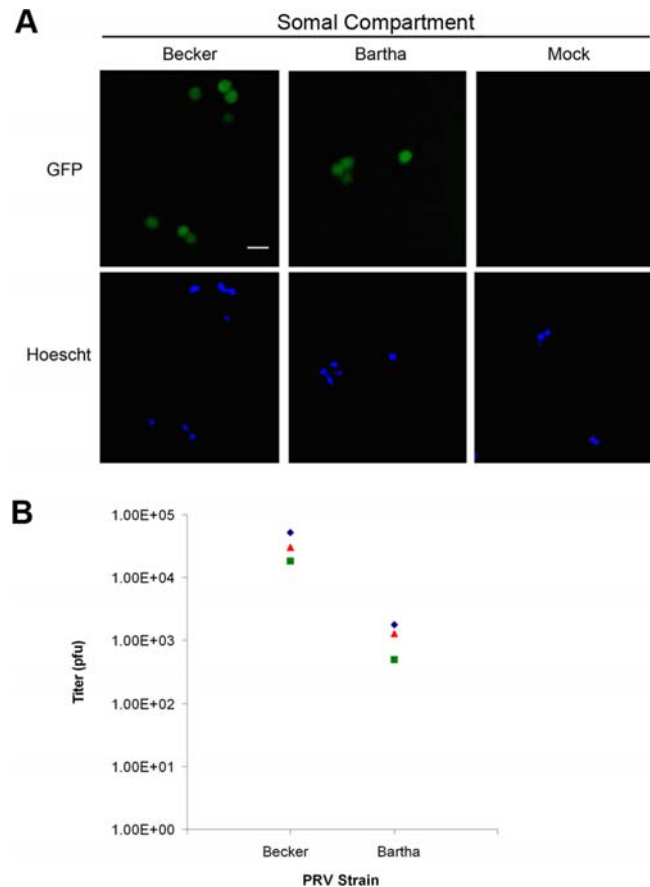 A
Somal Compartment
Becker
Bartha
Mock
GFP
Hoescht
B
1.00E+05
1.00E+04
1.00E+03
1.00E+02
1.00E+01
1.00E+00
Titer (pfu)
Becker
Bartha
PRV Strain